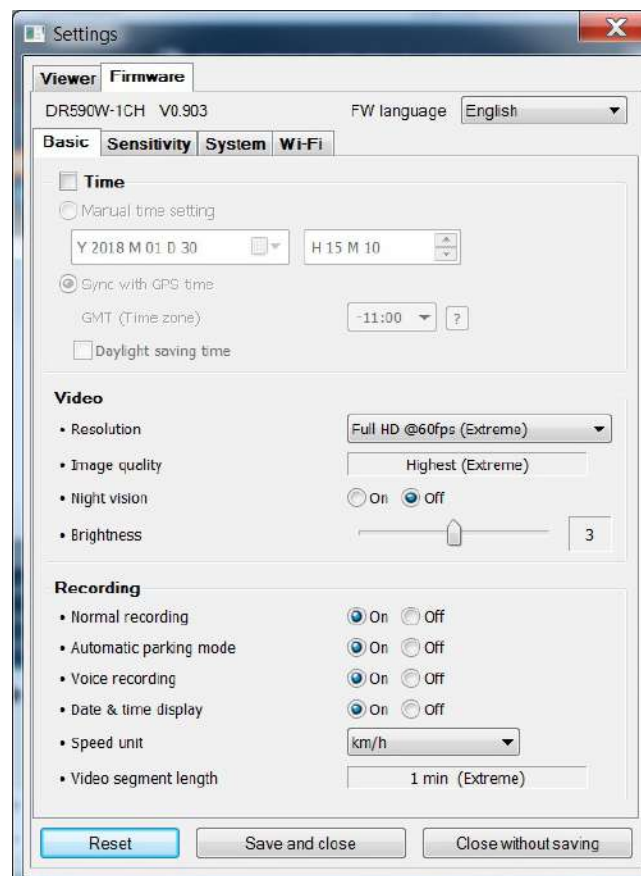 Settings
Viewer Firmware
DR590W-1CH V0.903 FW language English
Basic Sensitivity System Wi-Fi
Time
Manual time setting
Y 2018 M 01 D 30 H 15 M 10
Sync with GPS time
GMT (Time zone) -11:00 ?
Daylight saving time
Video
• Resolution Full HD @60fps (Extreme)
• Image quality Highest (Extreme)
• Night vision On Off
• Brightness 3
Recording
• Normal recording On Off
• Automatic parking mode On Off
• Voice recording On Off
• Date & time display On Off
• Speed unit km/h
• Video segment length 1 min (Extreme)
Reset Save and close Close without saving